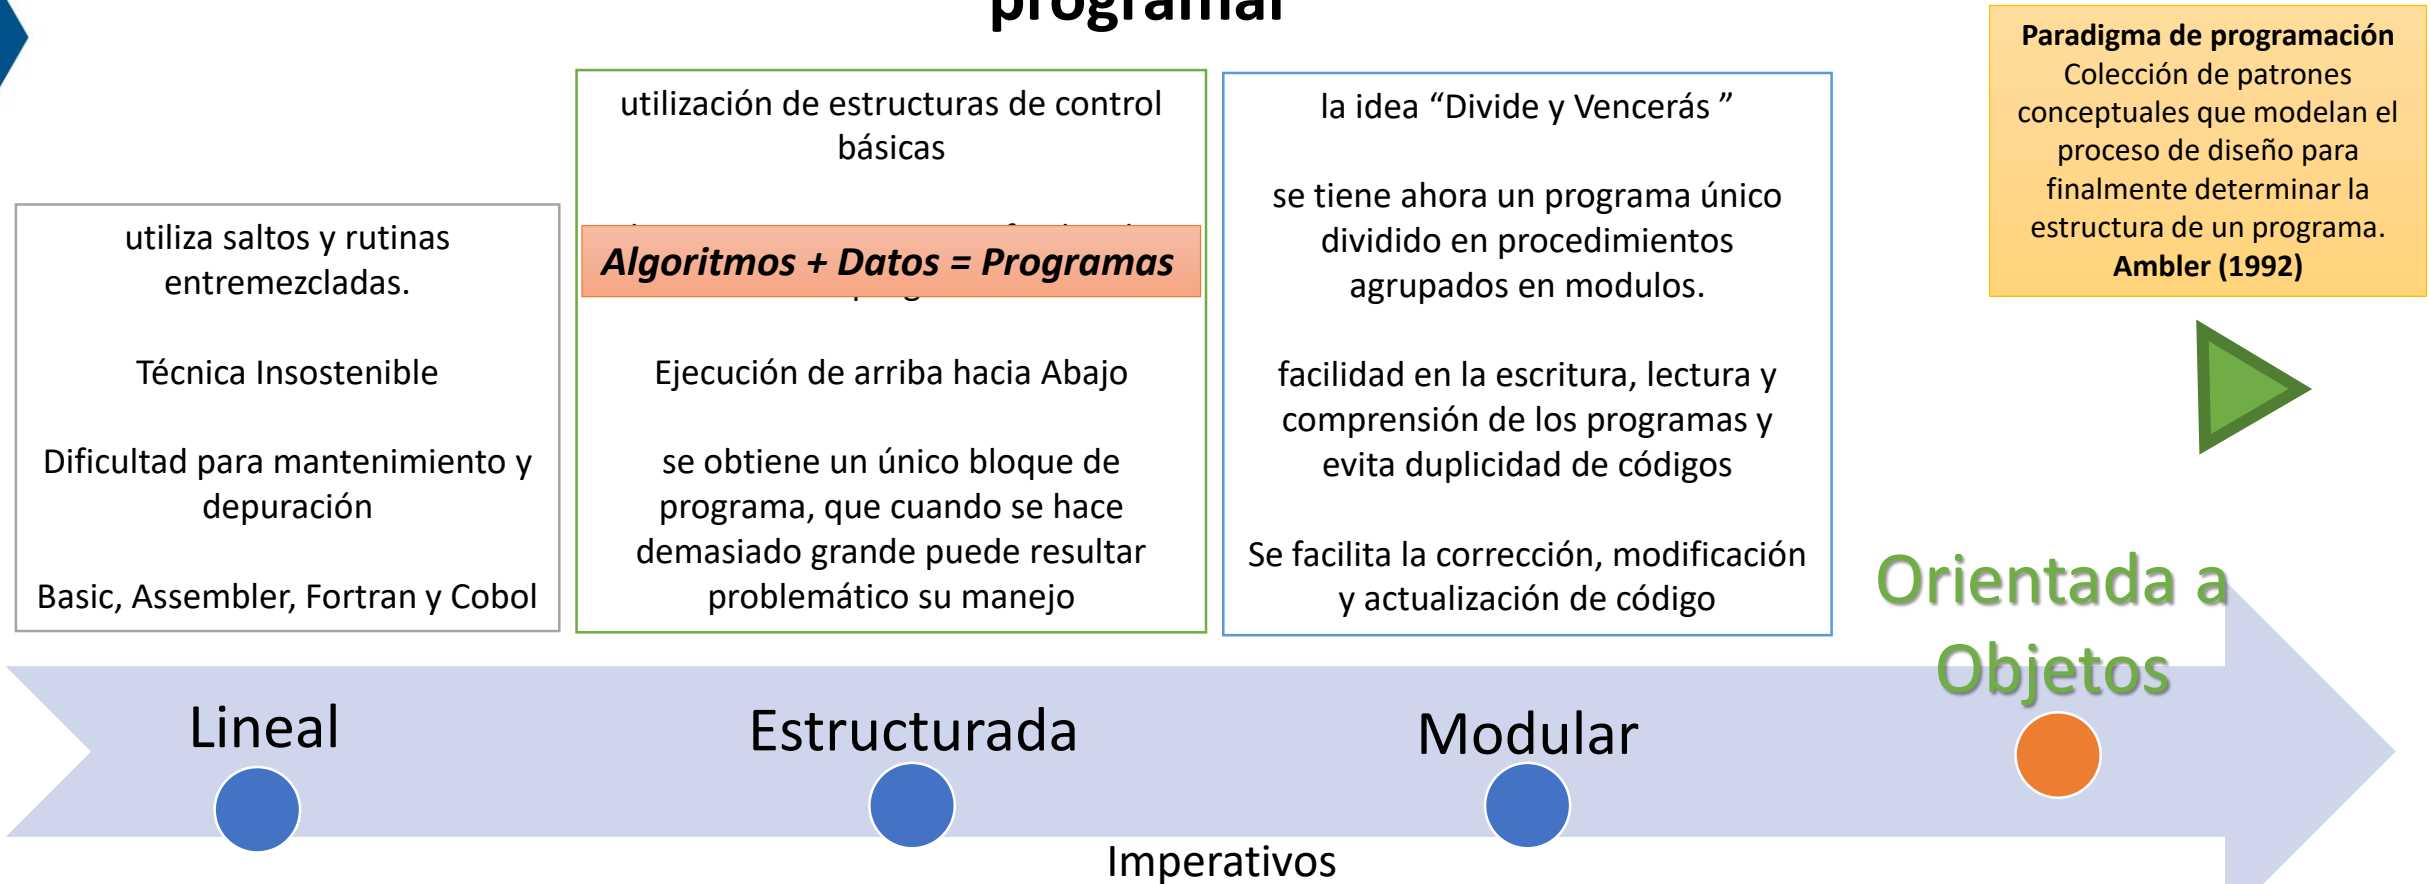 programar
Paradigma de programación
Colección de patrones
conceptuales que modelan el
proceso de diseño para
finalmente determinar la
estructura de un programa.
Ambler (1992)
utiliza saltos y rutinas
entremezcladas.
Técnica Insostenible
Dificultad para mantenimiento y
depuración
Basic, Assembler, Fortran y Cobol
utilización de estructuras de control
básicas
Algoritmos + Datos = Programas
Ejecución de arriba hacia Abajo
se obtiene un único bloque de
programa, que cuando se hace
demasiado grande puede resultar
problemático su manejo
la idea “Divide y Vencerás ”
se tiene ahora un programa único
dividido en procedimientos
agrupados en modulos.
facilidad en la escritura, lectura y
comprensión de los programas y
evita duplicidad de códigos
Se facilita la corrección, modificación
y actualización de código
Orientada a
Objetos
Lineal
Estructurada
Modular
Imperativos